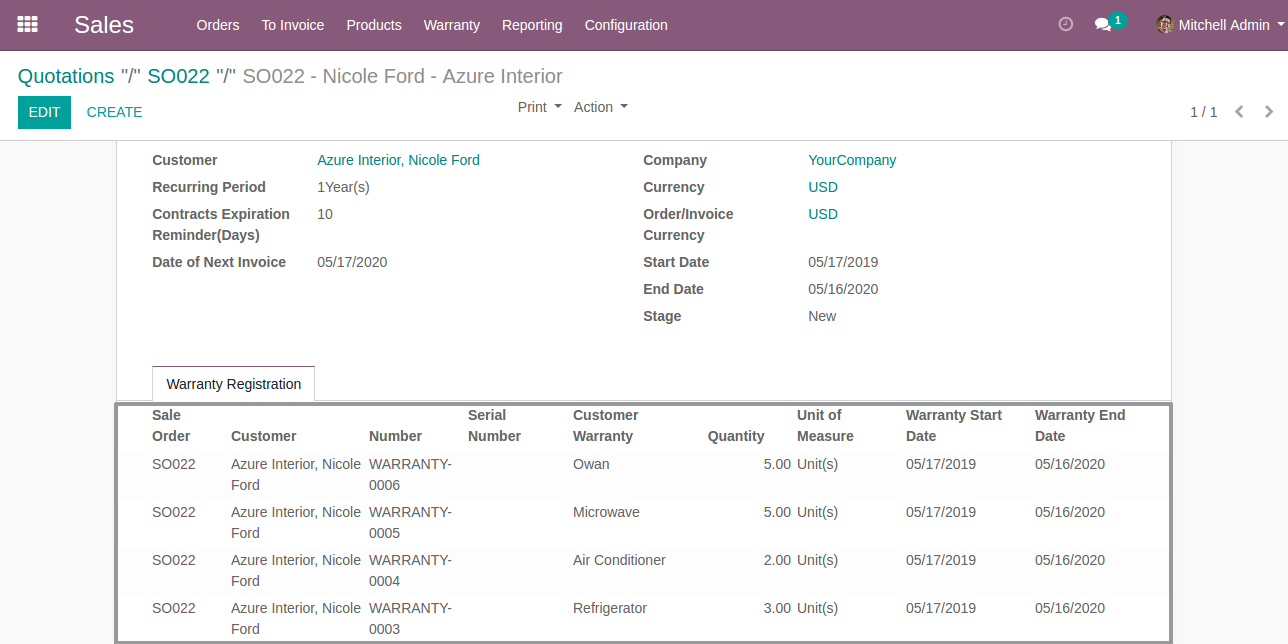 Sales Orders To Invoice Products Warranty Reporting Configuration 1 Mitchell Admin
Quotations "/" SO022 "/" SO022 - Nicole Ford - Azure Interior
EDIT CREATE Print Action 1 / 1
Customer Azure Interior, Nicole Ford Company YourCompany
Recurring Period 1Year(s) Currency USD
Contracts Expiration 10 Order/Invoice USD
Reminder(Days) Currency
Date of Next Invoice 05/17/2020 Start Date 05/17/2019
End Date 05/16/2020
Stage New
Warranty Registration
Sale Serial Customer Unit of Warranty Start Warranty End
Order Customer Number Number Warranty Quantity Measure Date Date
SO022 Azure Interior, Nicole WARRANTY- Owan 5.00 Unit(s) 05/17/2019 05/16/2020
Ford 0006
SO022 Azure Interior, Nicole WARRANTY- Microwave 5.00 Unit(s) 05/17/2019 05/16/2020
Ford 0005
SO022 Azure Interior, Nicole WARRANTY- Air Conditioner 2.00 Unit(s) 05/17/2019 05/16/2020
Ford 0004
SO022 Azure Interior, Nicole WARRANTY- Refrigerator 3.00 Unit(s) 05/17/2019 05/16/2020
Ford 0003